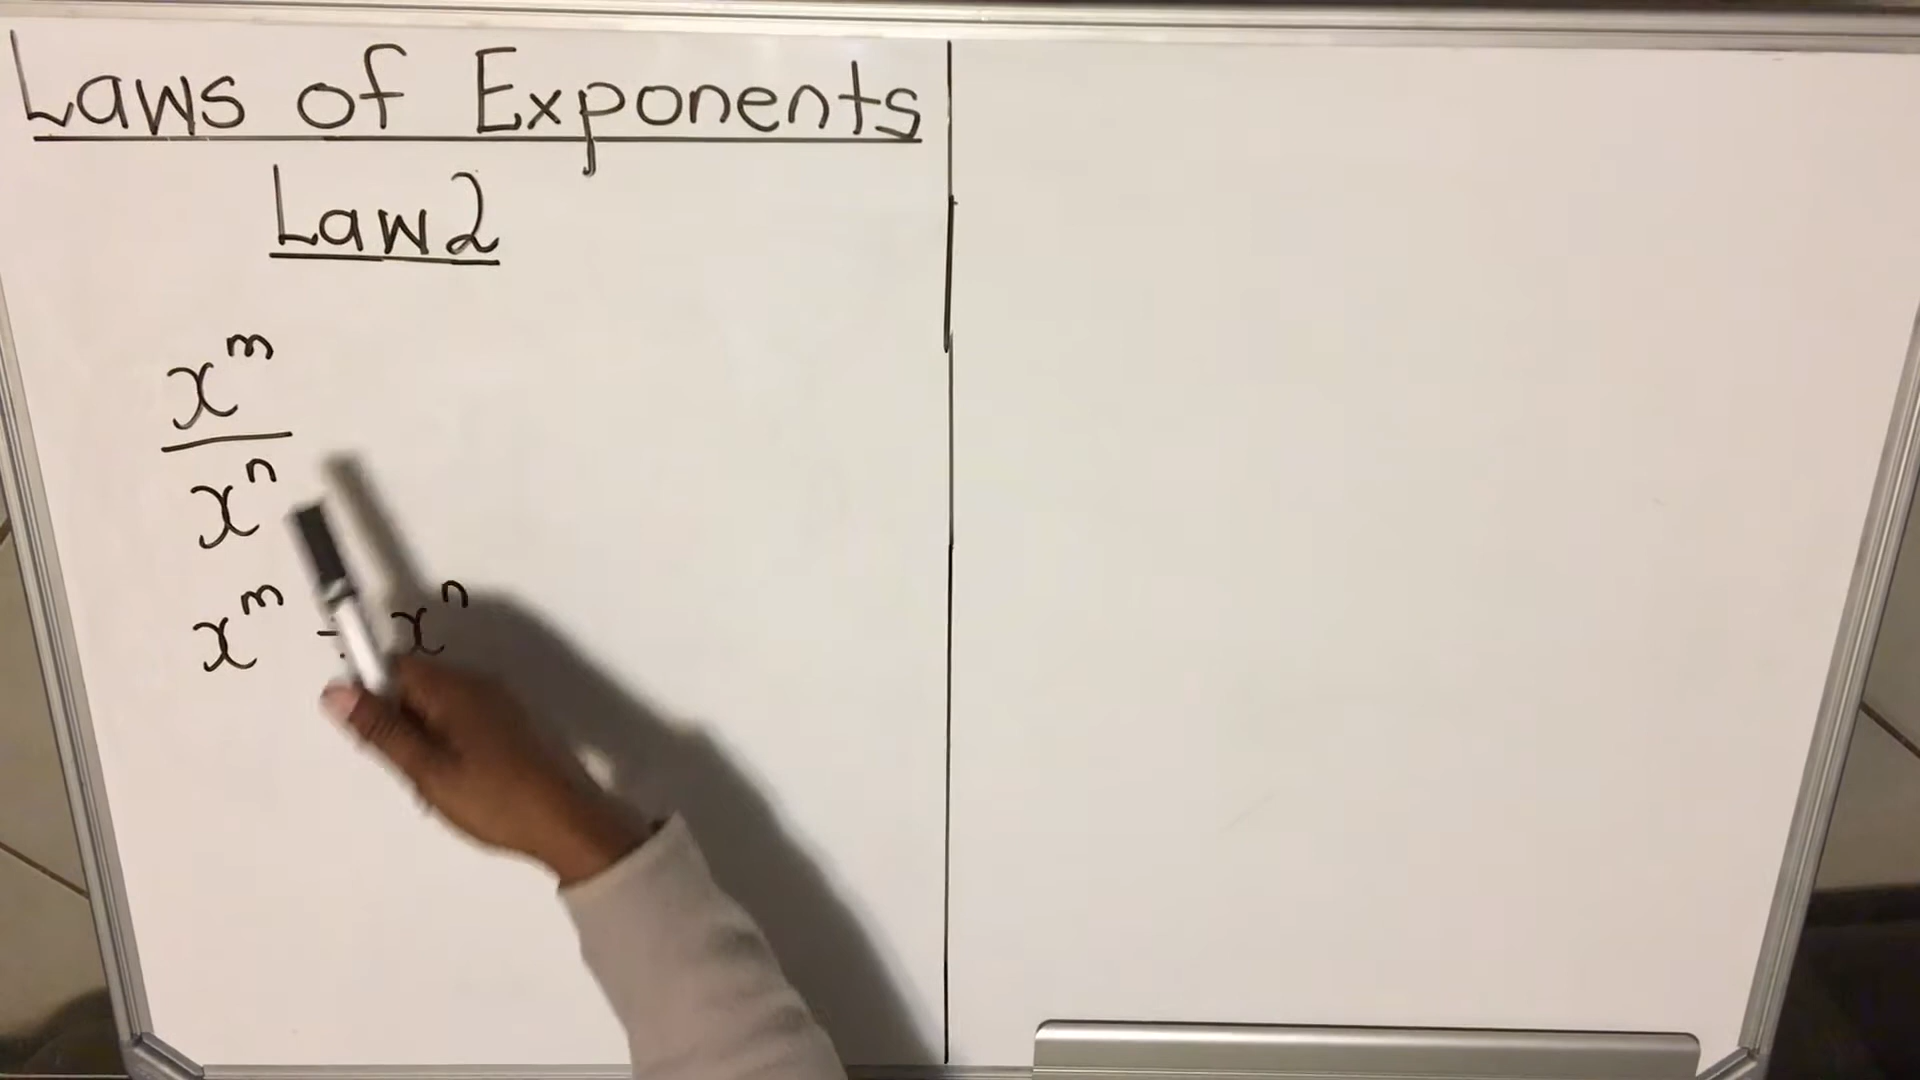 Laws of Exponents
Law 2
x^m
x^n
x^m ÷ x^n